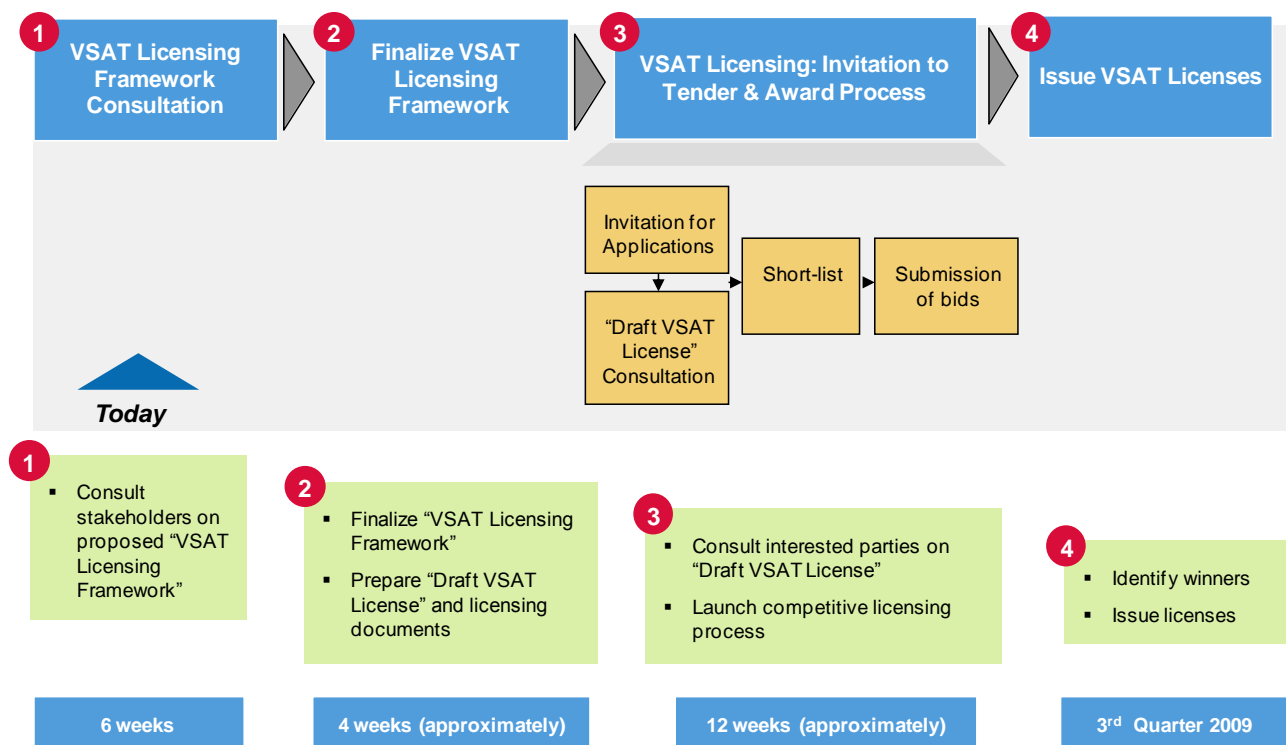 1
VSAT Licensing
Framework
Consultation
2
Finalize VSAT
Licensing
Framework
3
VSAT Licensing: Invitation to
Tender & Award Process
4
Issue VSAT Licenses
Invitation for
Applications
Short-list
Submission
of bids
“Draft VSAT
License”
Consultation
Today
1
▪ Consult
stakeholders on
proposed “VSAT
Licensing
Framework”
2
▪ Finalize “VSAT Licensing
Framework”
▪ Prepare “Draft VSAT
License” and licensing
documents
3
▪ Consult interested parties on
“Draft VSAT License”
▪ Launch competitive licensing
process
4
▪ Identify winners
▪ Issue licenses
6 weeks
4 weeks (approximately)
12 weeks (approximately)
3rd Quarter 2009